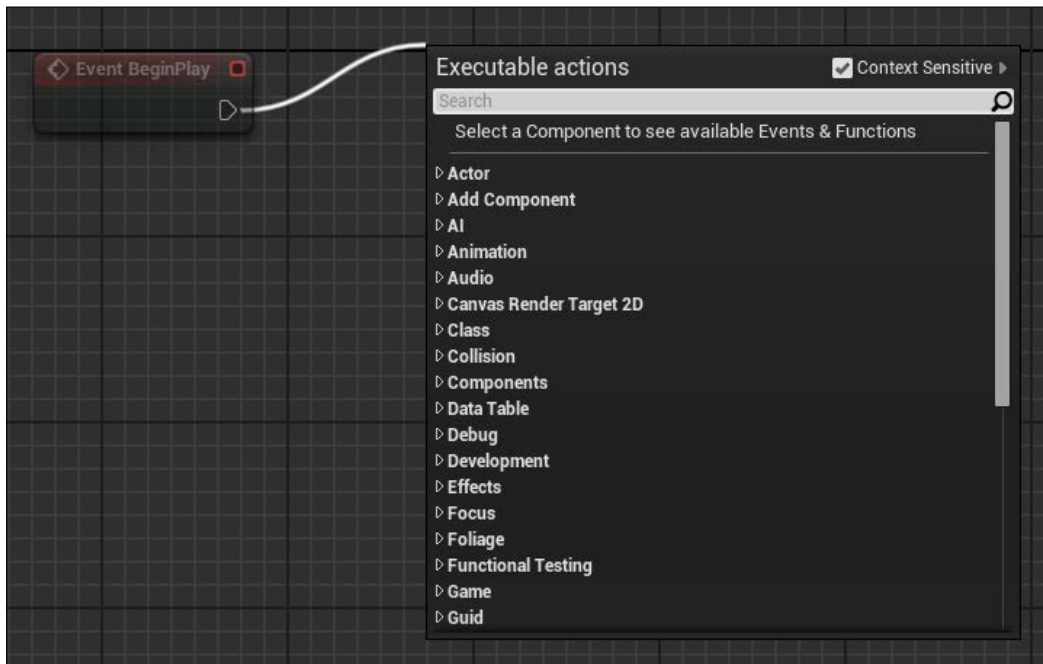 Event BeginPlay
Executable actions
Context Sensitive
Search
Select a Component to see available Events & Functions
Actor
Add Component
AI
Animation
Audio
Canvas Render Target 2D
Class
Collision
Components
Data Table
Debug
Development
Effects
Focus
Foliage
Functional Testing
Game
Guid